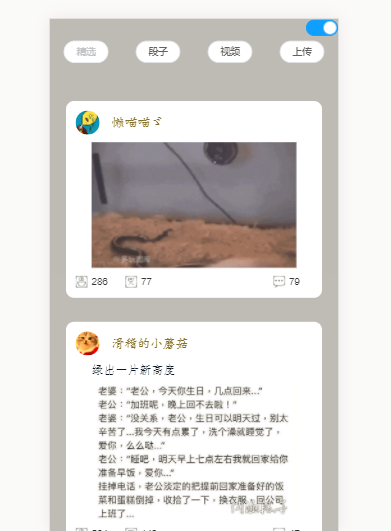 精选
段子
视频
上传
懒喵喵ミ
286
77
79
滑稽的小蘑菇
绿出一片新高度
老婆：“老公，今天你生日，几点回来...”
老公：“加班呢，晚上回不去啦！”
老婆：“没关系，老公，生日可以明天过，别太
辛苦了...我今天有点累了，洗个澡就睡觉了，
爱你，么么哒...”
老公：“睡吧，明天早上七点左右我就回家给你
准备早饭，爱你...”
挂掉电话，老公淡定的把提前回家准备好的饭
菜和蛋糕倒掉，收拾了一下，换衣服，回公司
上班了...